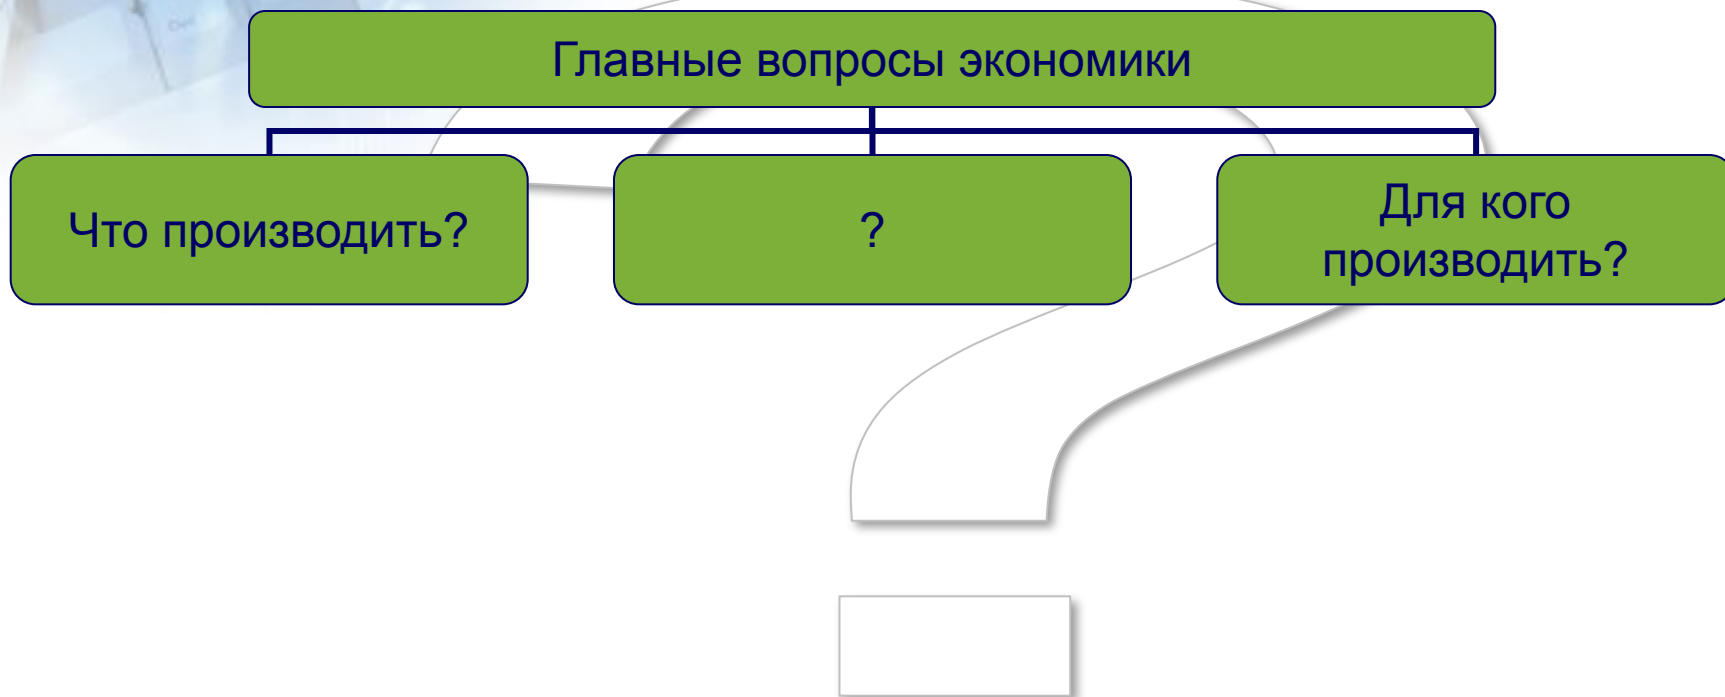 Главные вопросы экономики
Что производить?
?
Для кого
производить?